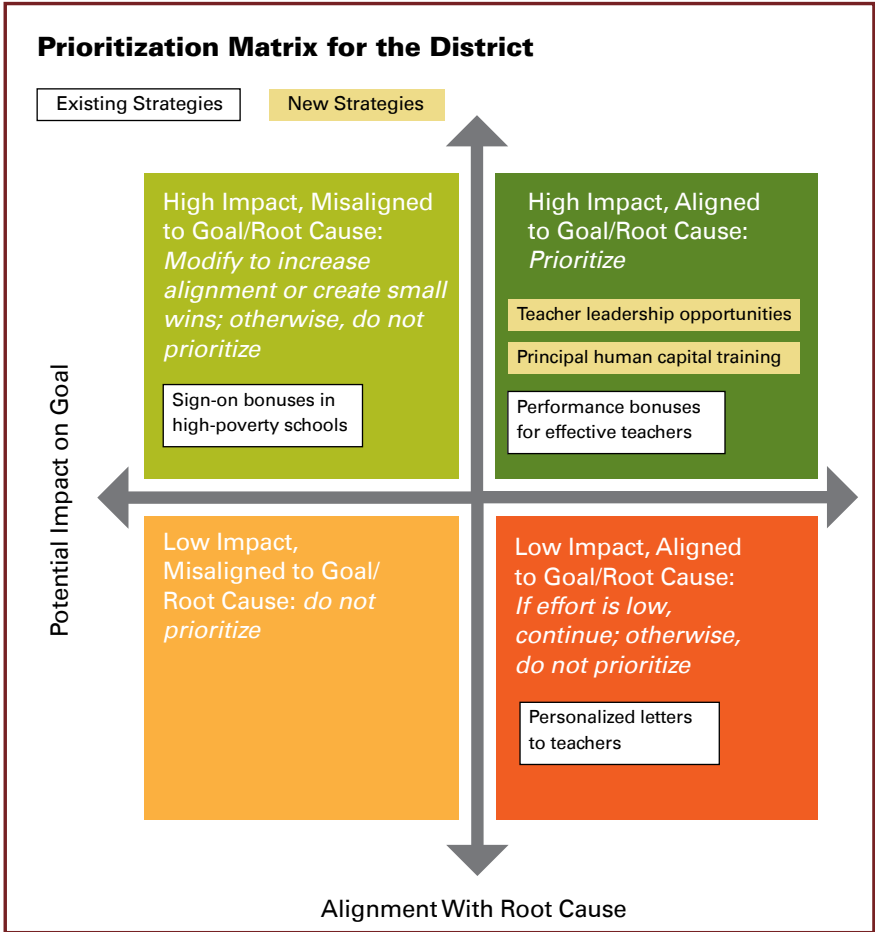 Prioritization Matrix for the District
Existing Strategies
New Strategies
High Impact, Misaligned
to Goal/Root Cause:
Modify to increase
alignment or create small
wins; otherwise, do not
prioritize
Sign-on bonuses in
high-poverty schools
High Impact, Aligned
to Goal/Root Cause:
Prioritize
Teacher leadership opportunities
Principal human capital training
Performance bonuses
for effective teachers
Potential Impact on Goal
Low Impact,
Misaligned to Goal/
Root Cause: do not
prioritize
Low Impact, Aligned
to Goal/Root Cause:
If effort is low,
continue; otherwise,
do not prioritize
Personalized letters
to teachers
Alignment With Root Cause